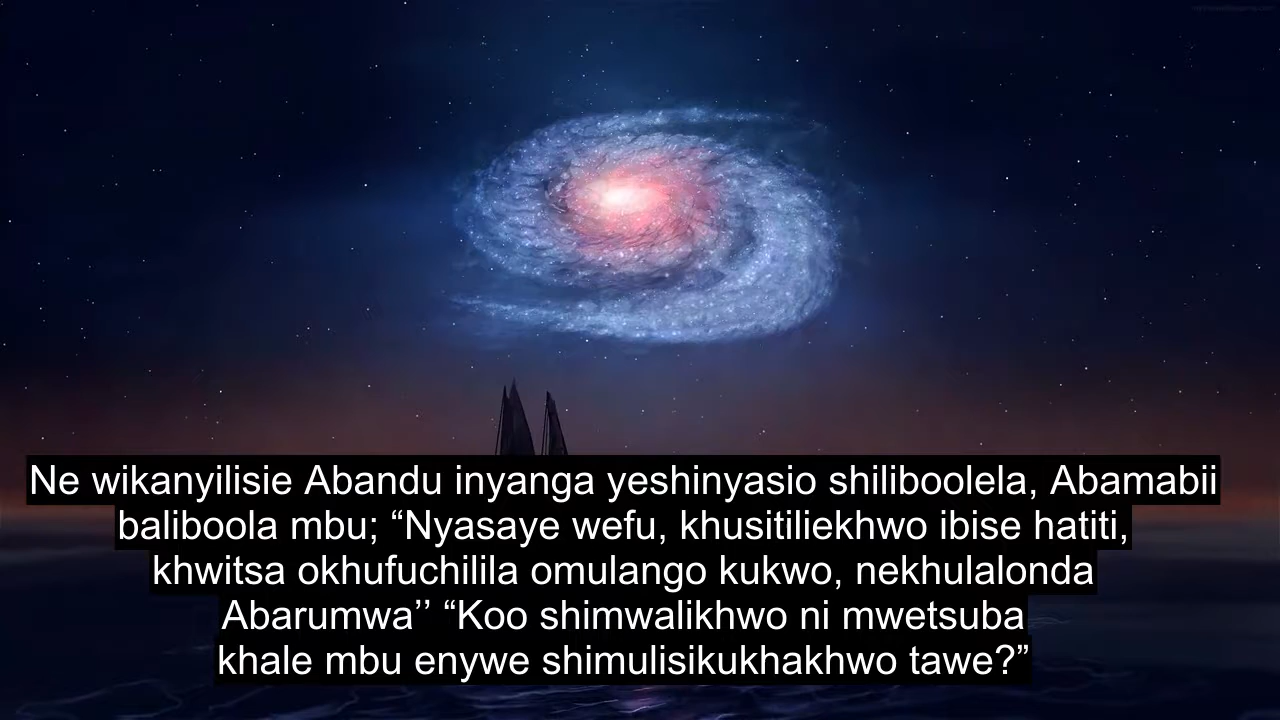 Ne wikanyilisie Abandu inyanga yeshinyasio shiliboolela, Abamabii
baliboola mbu; “Nyasaye wefu, khusitiliekhwo ibise hatiti,
khwitsa okhufuchilila omulango kukwo, nekhulalonda
Abarumwa’’ “Koo shimwalikhwo ni mwetsuba
khale mbu enywe shimulisikukhakhwo tawe?”